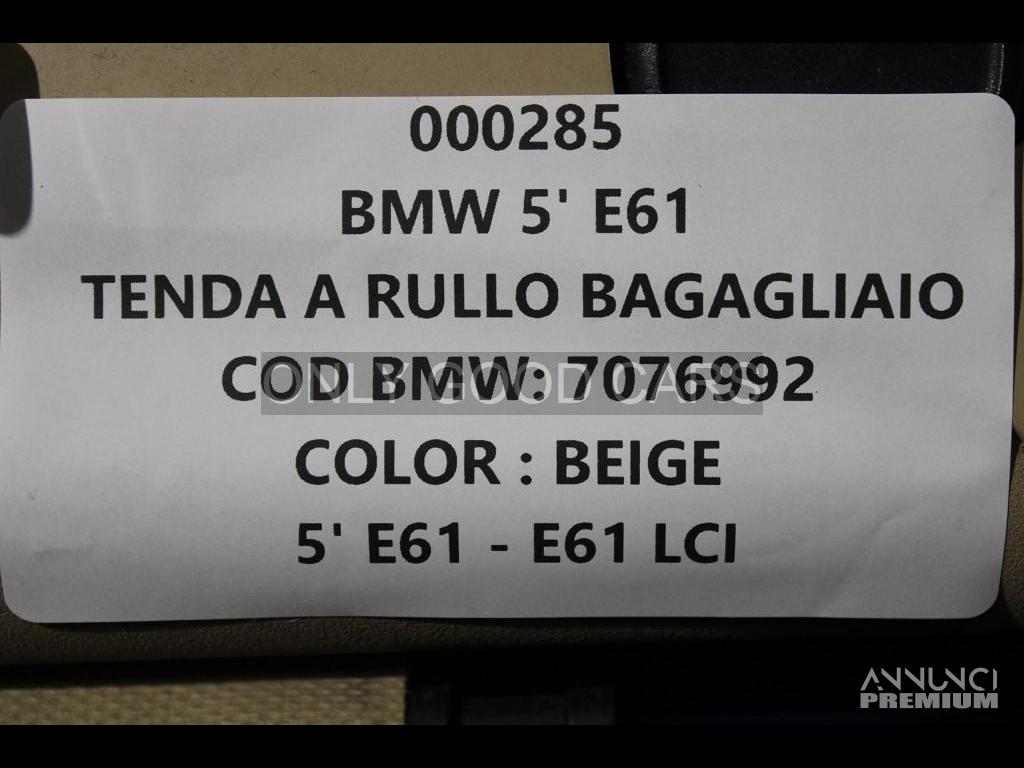 000285
BMW 5' E61
TENDA A RULLO BAGAGLIAIO
COD BMW: 7076992
ONLY GOOD CARS
COLOR : BEIGE
5' E61 - E61 LCI
ANNUNCI
PREMIUM